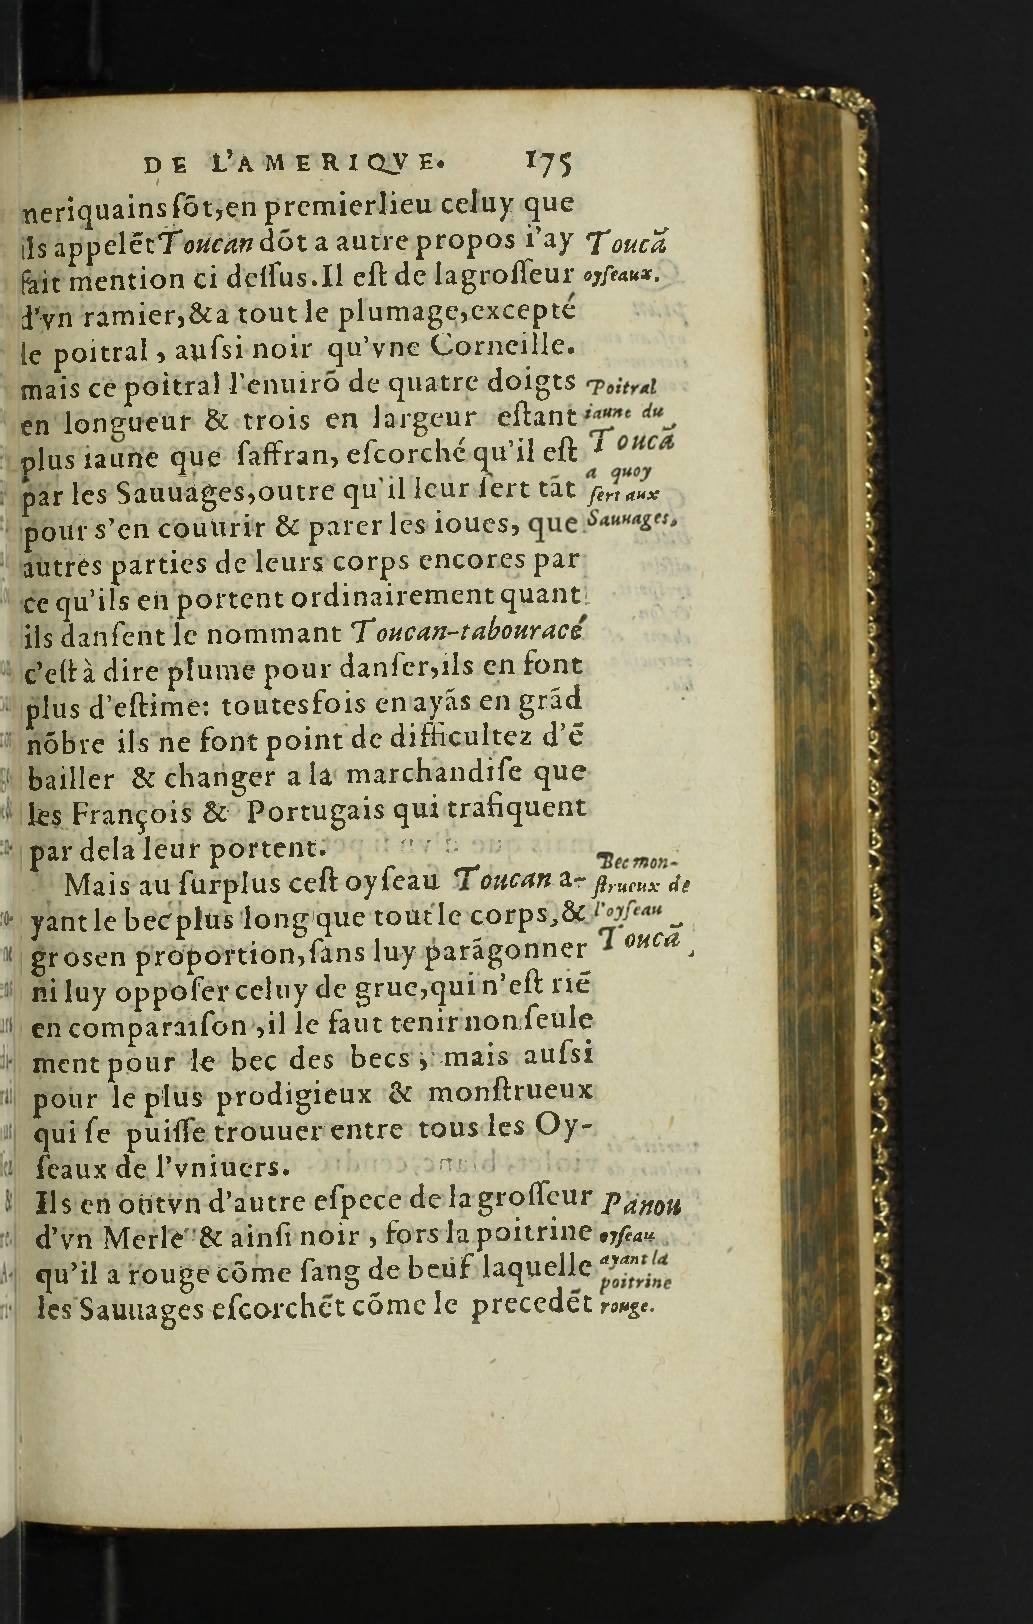 DE L'AMERIQVE. 175
neriquains ſõt,en premier lieu celuy que
ils appelẽt Toucan dõt a autre propos i'ay
fait mention ci deſſus. Il eſt de la groſſeur
d'vn ramier,& a tout le plumage,excepté
le poitral , auſsi noir qu'vne Corneille.
mais ce poitral l'enuirõ de quatre doigts
en longueur & trois en largeur eſtant
plus iaune que ſaffran, eſcorché qu'il eſt
par les Sauuages,outre qu'il leur ſert tãt
pour s'en couurir & parer les ioues, que
autres parties de leurs corps encores par
ce qu'ils en portent ordinairement quant
ils danſent le nommant Toucan-tabouracé
c'eſt à dire plume pour danſer,ils en font
plus d'eſtime: toutesfois en ayãs en grãd
nõbre ils ne font point de difficultez d'ẽ
bailler & changer a la marchandiſe que
les François & Portugais qui trafiquent
par dela leur portent.
Mais au ſurplus ceſt oyſeau Toucan a-
yant le bec plus long que tout le corps,&
gros en proportion, ſans luy parãgonner
ni luy oppoſer celuy de grue,qui n'eſt riẽ
en comparaiſon ,il le faut tenir non ſeule
ment pour le bec des becs , mais auſsi
pour le plus prodigieux & monſtrueux
qui ſe puiſſe trouuer entre tous les Oy-
ſeaux de l'vniuers.
Ils en ont vn d'autre eſpece de la groſſeur
d'vn Merle & ainſi noir , fors la poitrine
qu'il a rouge cõme ſang de beuf laquelle
les Sauuages eſcorchẽt cõme le precedẽt
Toucã
oyſeaux.
Poitral
iaune du
Toucã
a quoy
ſert aux
Sauuages.
Bec mon-
ſtrueux de
l'oyſeau
Toucã
Panou
oyſeau
ayant la
poitrine
rouge.